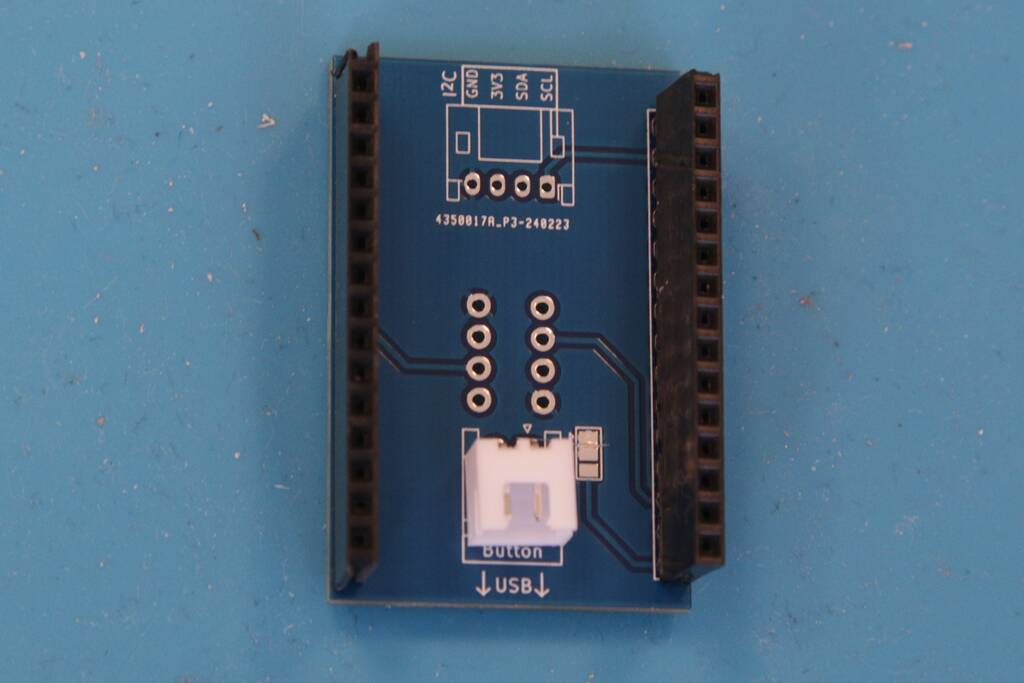 I²C
GND
3V3
SDA
SCL
4350017A_P3-240223
Button
↓USB↓